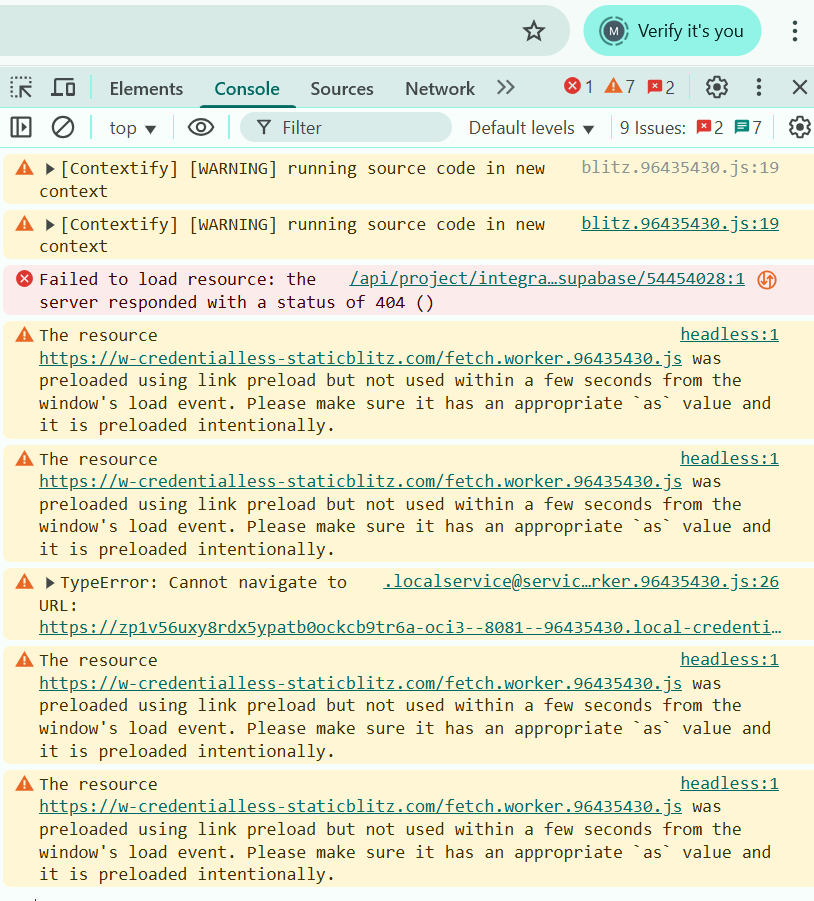 M Verify it's you
Elements Console Sources Network 1 7 2
top Filter Default levels 9 Issues: 2 7
[Contextify] [WARNING] running source code in new blitz.96435430.js:19
context
[Contextify] [WARNING] running source code in new blitz.96435430.js:19
context
Failed to load resource: the /api/project/integra…supabase/54454028:1
server responded with a status of 404 ()
The resource headless:1
https://w-credentialless-staticblitz.com/fetch.worker.96435430.js was
preloaded using link preload but not used within a few seconds from the
window's load event. Please make sure it has an appropriate `as` value and
it is preloaded intentionally.
The resource headless:1
https://w-credentialless-staticblitz.com/fetch.worker.96435430.js was
preloaded using link preload but not used within a few seconds from the
window's load event. Please make sure it has an appropriate `as` value and
it is preloaded intentionally.
TypeError: Cannot navigate to .localservice@servic…rker.96435430.js:26
URL:
https://zp1v56uxy8rdx5ypatb0ockcb9tr6a-oci3--8081--96435430.local-credenti…
The resource headless:1
https://w-credentialless-staticblitz.com/fetch.worker.96435430.js was
preloaded using link preload but not used within a few seconds from the
window's load event. Please make sure it has an appropriate `as` value and
it is preloaded intentionally.
The resource headless:1
https://w-credentialless-staticblitz.com/fetch.worker.96435430.js was
preloaded using link preload but not used within a few seconds from the
window's load event. Please make sure it has an appropriate `as` value and
it is preloaded intentionally.